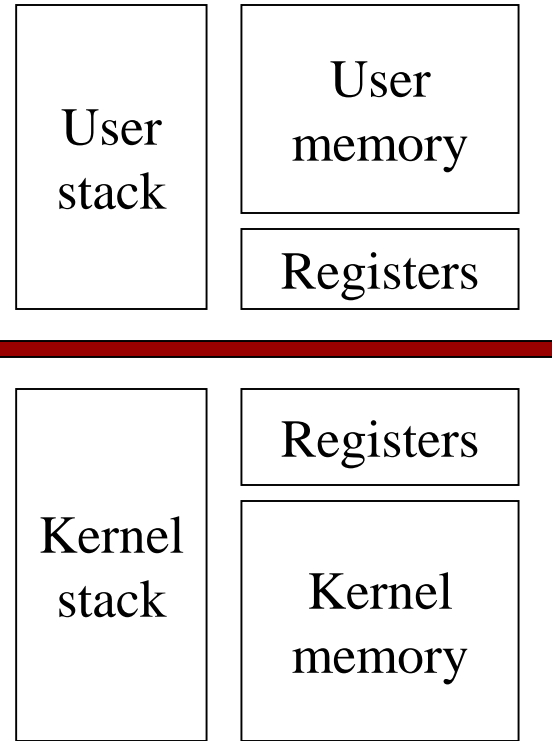 User
stack
User
memory
Registers
Kernel
stack
Registers
Kernel
memory